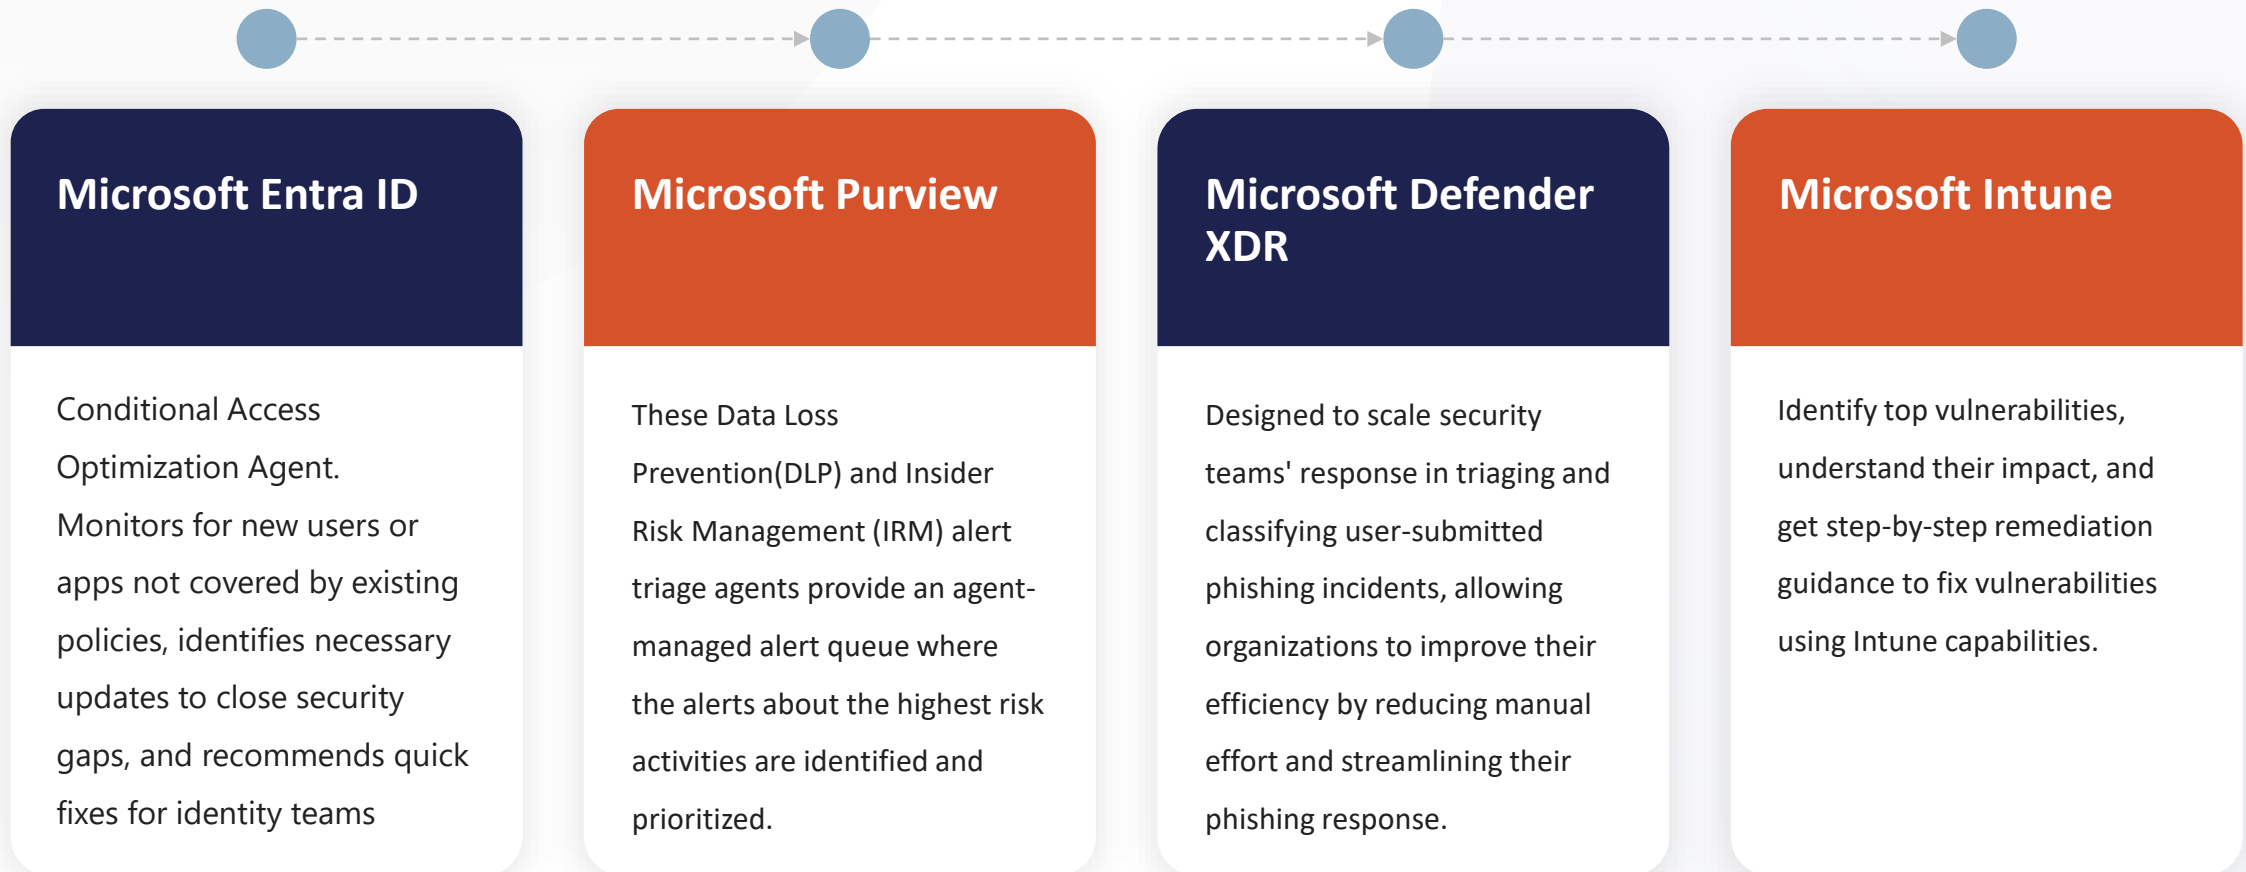 Microsoft Entra ID
Conditional Access
Optimization Agent.
Monitors for new users or
apps not covered by existing
policies, identifies necessary
updates to close security
gaps, and recommends quick
fixes for identity teams
Microsoft Purview
These Data Loss
Prevention(DLP) and Insider
Risk Management (IRM) alert
triage agents provide an agent-
managed alert queue where
the alerts about the highest risk
activities are identified and
prioritized.
Microsoft Defender
XDR
Designed to scale security
teams' response in triaging and
classifying user-submitted
phishing incidents, allowing
organizations to improve their
efficiency by reducing manual
effort and streamlining their
phishing response.
Microsoft Intune
Identify top vulnerabilities,
understand their impact, and
get step-by-step remediation
guidance to fix vulnerabilities
using Intune capabilities.